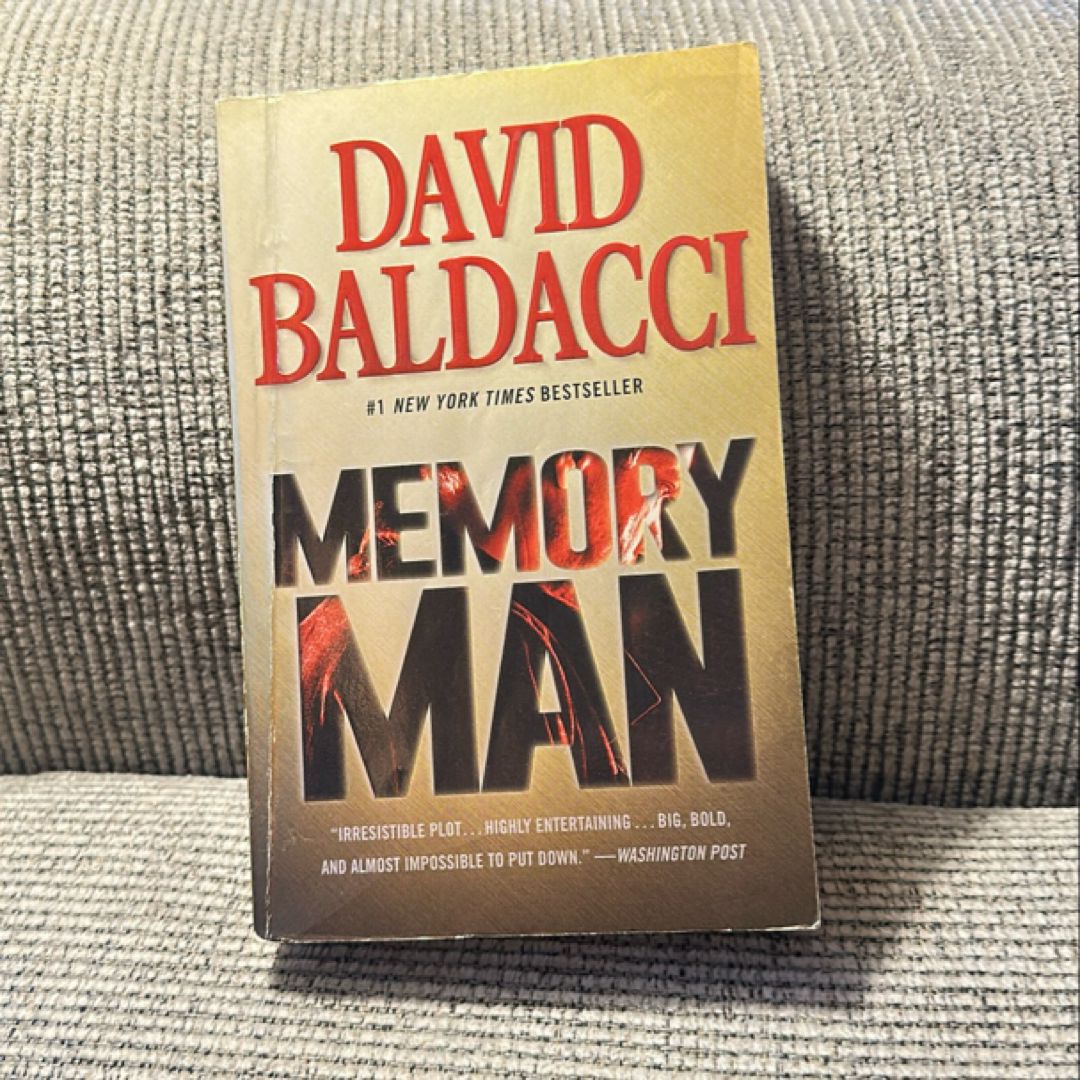 DAVID
BALDACCI
#1 NEW YORK TIMES BESTSELLER
MEMORY
MAN
“IRRESISTIBLE PLOT...HIGHLY ENTERTAINING...BIG, BOLD,
AND ALMOST IMPOSSIBLE TO PUT DOWN.” —WASHINGTON POST